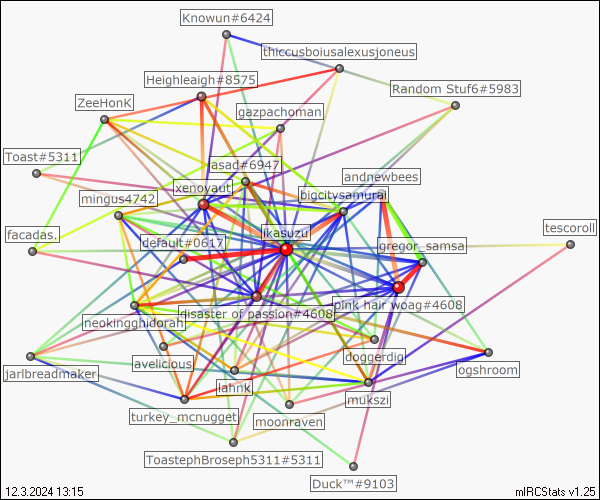 Knowun#6424
thiccusboiusalexusjoneus
Heighleigh#8575
Random Stuf6#5983
ZeeHonK
gazpachoman
Toast#5311
asad#6947
andnewbees
xenoyaut
bigcitysamurai
mingus4742
jkasuzu
tescoroll
facadas.
!default#0617
gregor_samsa
pink hair woag#4608
neokingghidorah
disaster of passion#4608
doggerdig
avelicious
ogshroom
jarlbreadmaker
lahnk
mukszi
turkey_mcnugget
moonraven
ToastephBroseph5311#5311
Duck™#9103
12.3.2024 13:15
mIRCStats v1.25